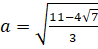 a = √((11−4√7)/3)